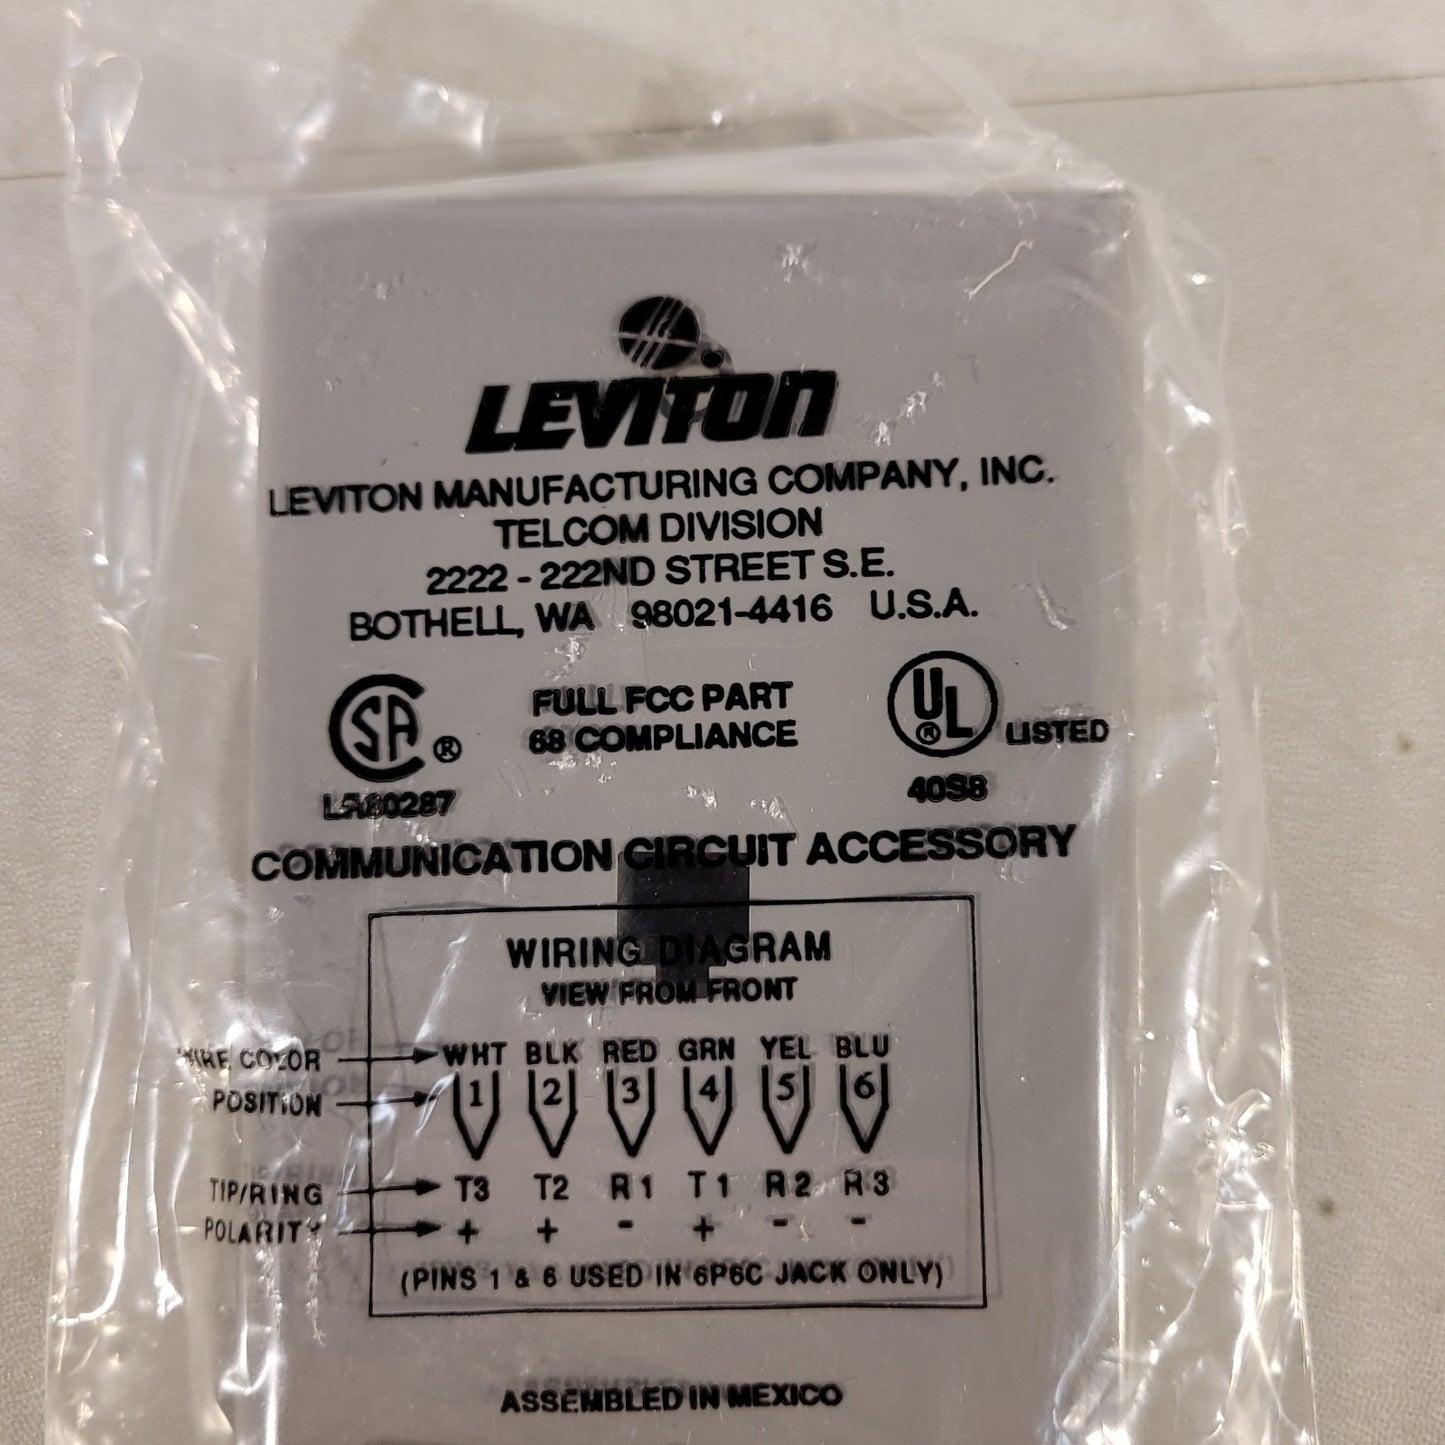 LEVITON
LEVITON MANUFACTURING COMPANY, INC.
TELCOM DIVISION
2222 - 222ND STREET S.E.
BOTHELL, WA 98021-4416 U.S.A.
CSA ®
FULL FCC PART
68 COMPLIANCE
UL ® LISTED
LR80287
40S8
COMMUNICATION CIRCUIT ACCESSORY
WIRING DIAGRAM
VIEW FROM FRONT
WIRE COLOR WHT BLK RED GRN YEL BLU
POSITION 1 2 3 4 5 6
TIP/RING T3 T2 R1 T1 R2 R3
POLARITY + + - + - -
(PINS 1 & 6 USED IN 6P6C JACK ONLY)
ASSEMBLED IN MEXICO